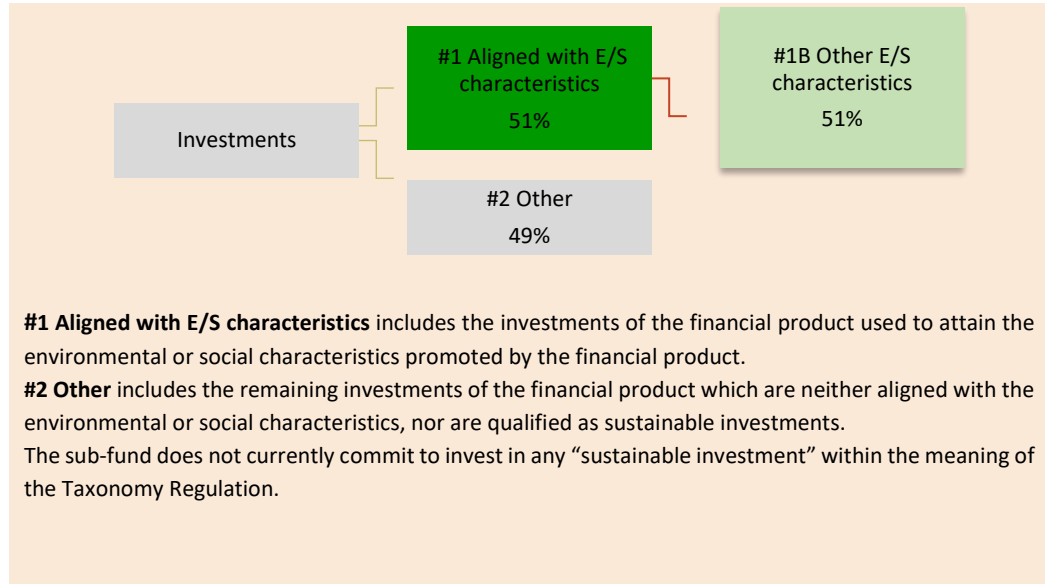 #1 Aligned with E/S
characteristics
51%
#1B Other E/S
characteristics
51%
Investments
#2 Other
49%
#1 Aligned with E/S characteristics includes the investments of the financial product used to attain the
environmental or social characteristics promoted by the financial product.
#2 Other includes the remaining investments of the financial product which are neither aligned with the
environmental or social characteristics, nor are qualified as sustainable investments.
The sub-fund does not currently commit to invest in any “sustainable investment” within the meaning of
the Taxonomy Regulation.